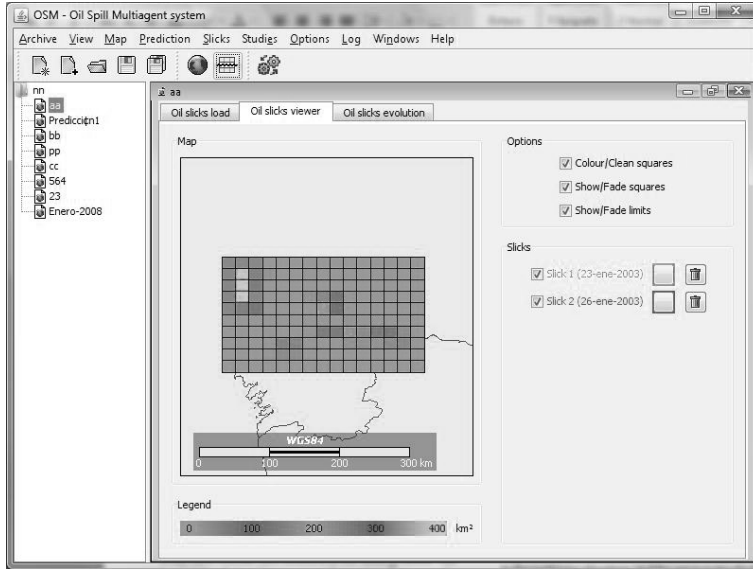 OSM - Oil Spill Multiagent system
Archive View Map Prediction Slicks Studies Options Log Windows Help
nn
aa
Predicción1
bb
pp
cc
564
23
Enero-2008
aa
Oil slicks load Oil slicks viewer Oil slicks evolution
Map
WGS84
0 100 200 300 km
Legend
0 100 200 300 400 km²
Options
Colour/Clean squares
Show/Fade squares
Show/Fade limits
Slicks
Slick 1 (23-ene-2003)
Slick 2 (26-ene-2003)